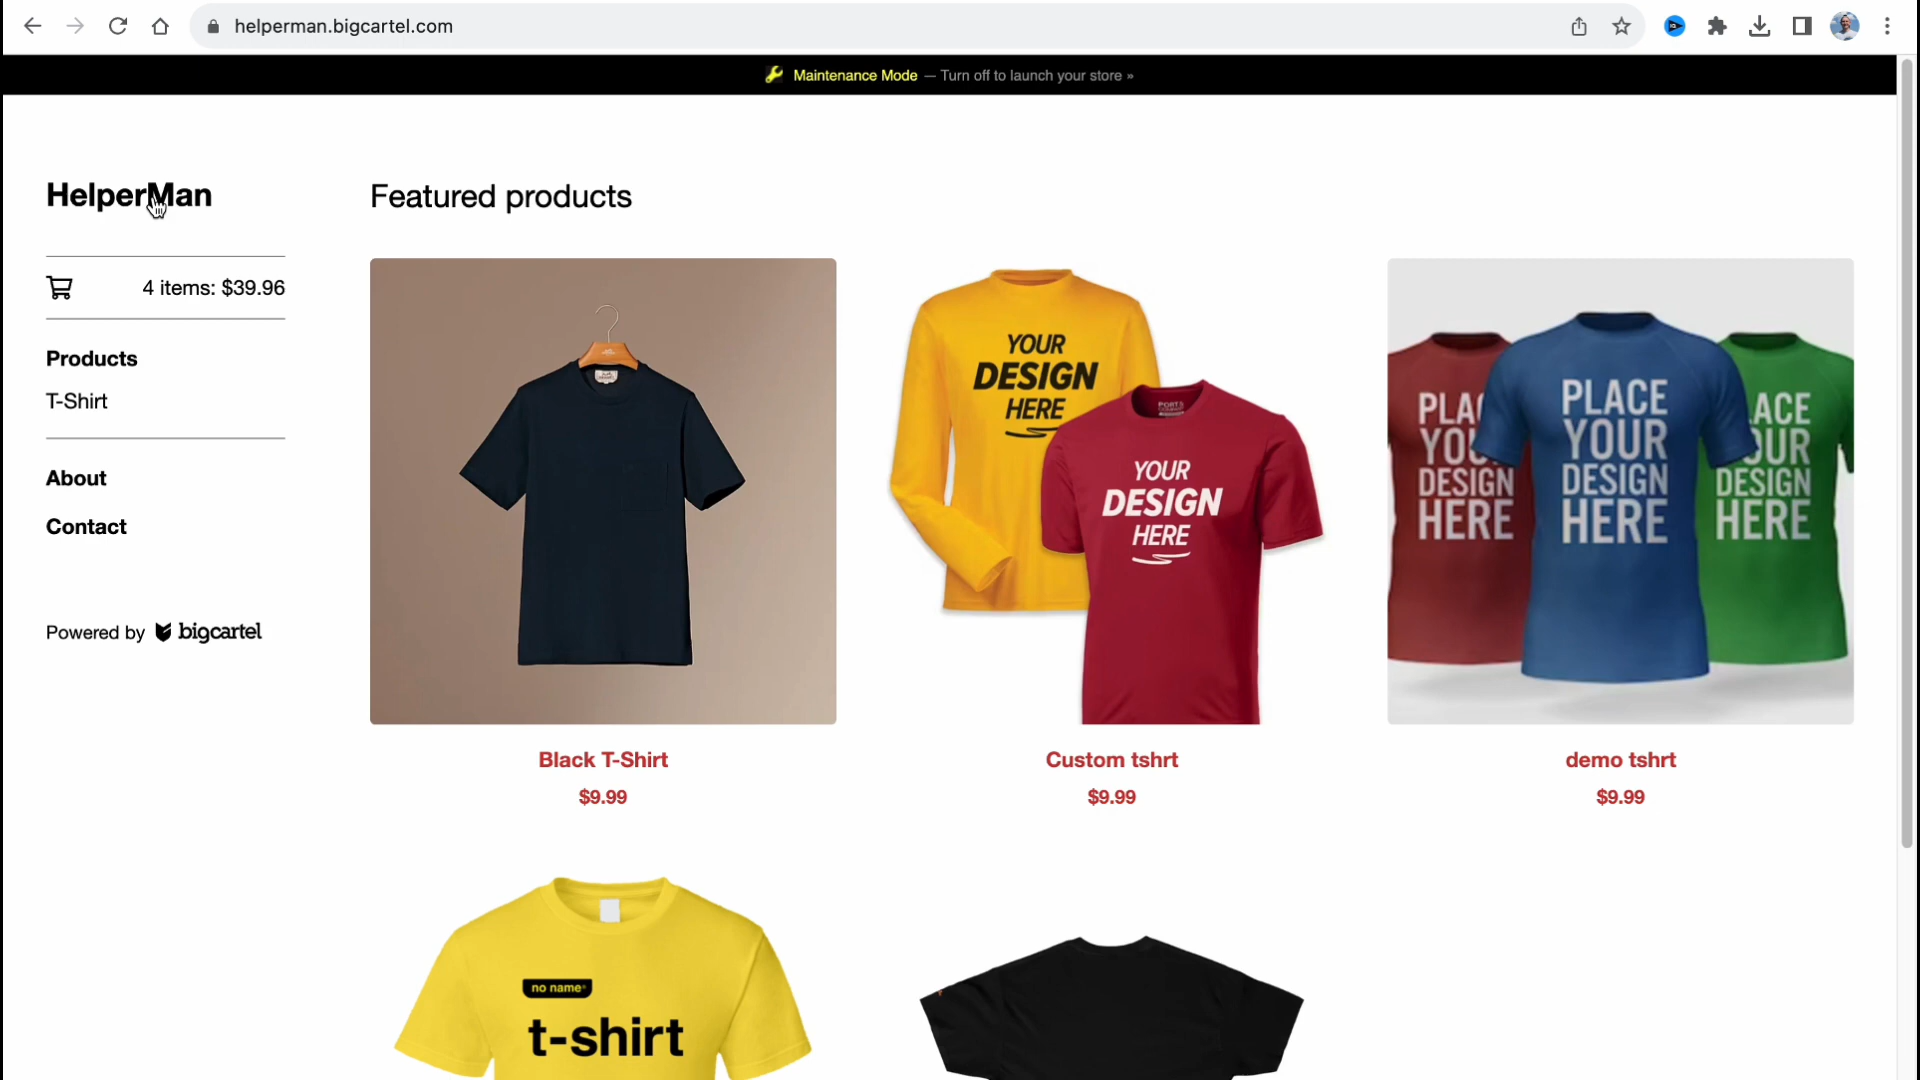 helperman.bigcartel.com
Maintenance Mode — Turn off to launch your store »
HelperMan
4 items: $39.96
Products
T-Shirt
About
Contact
Powered by bigcartel
Featured products
YOUR
DESIGN
HERE
YOUR
DESIGN
HERE
PLACE
YOUR
DESIGN
HERE
DESIGN
HERE
DESIGN
HERE
Black T-Shirt
$9.99
Custom tshrt
$9.99
demo tshrt
$9.99
no name
t-shirt